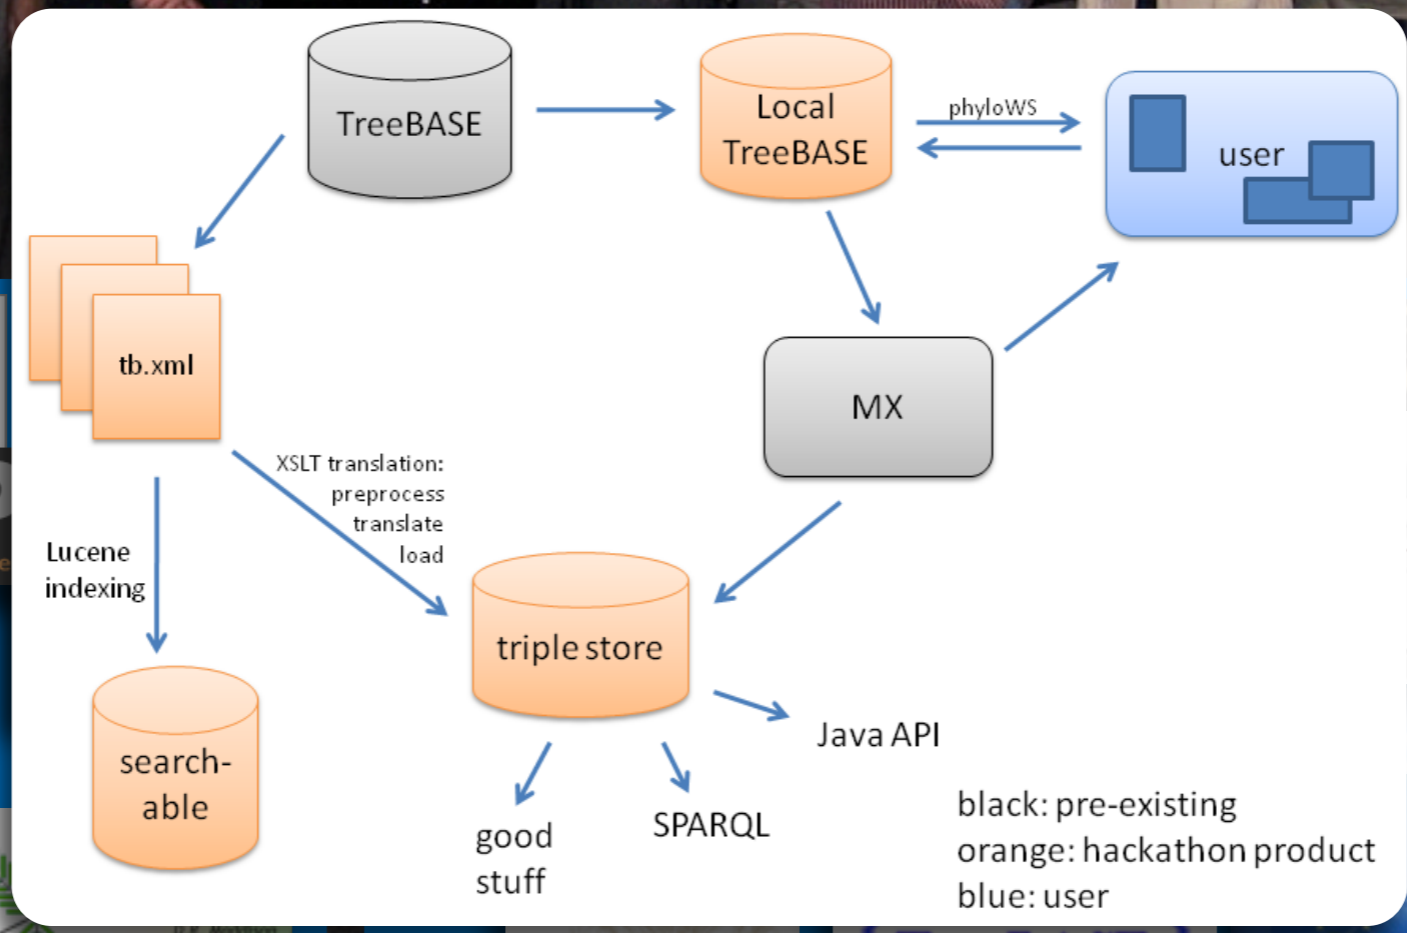 TreeBASE
Local
TreeBASE
phyloWS
user
tb.xml
MX
XSLT translation:
preprocess
translate
load
Lucene
indexing
triple store
search-
able
Java API
good
stuff
SPARQL
black: pre-existing
orange: hackathon product
blue: user